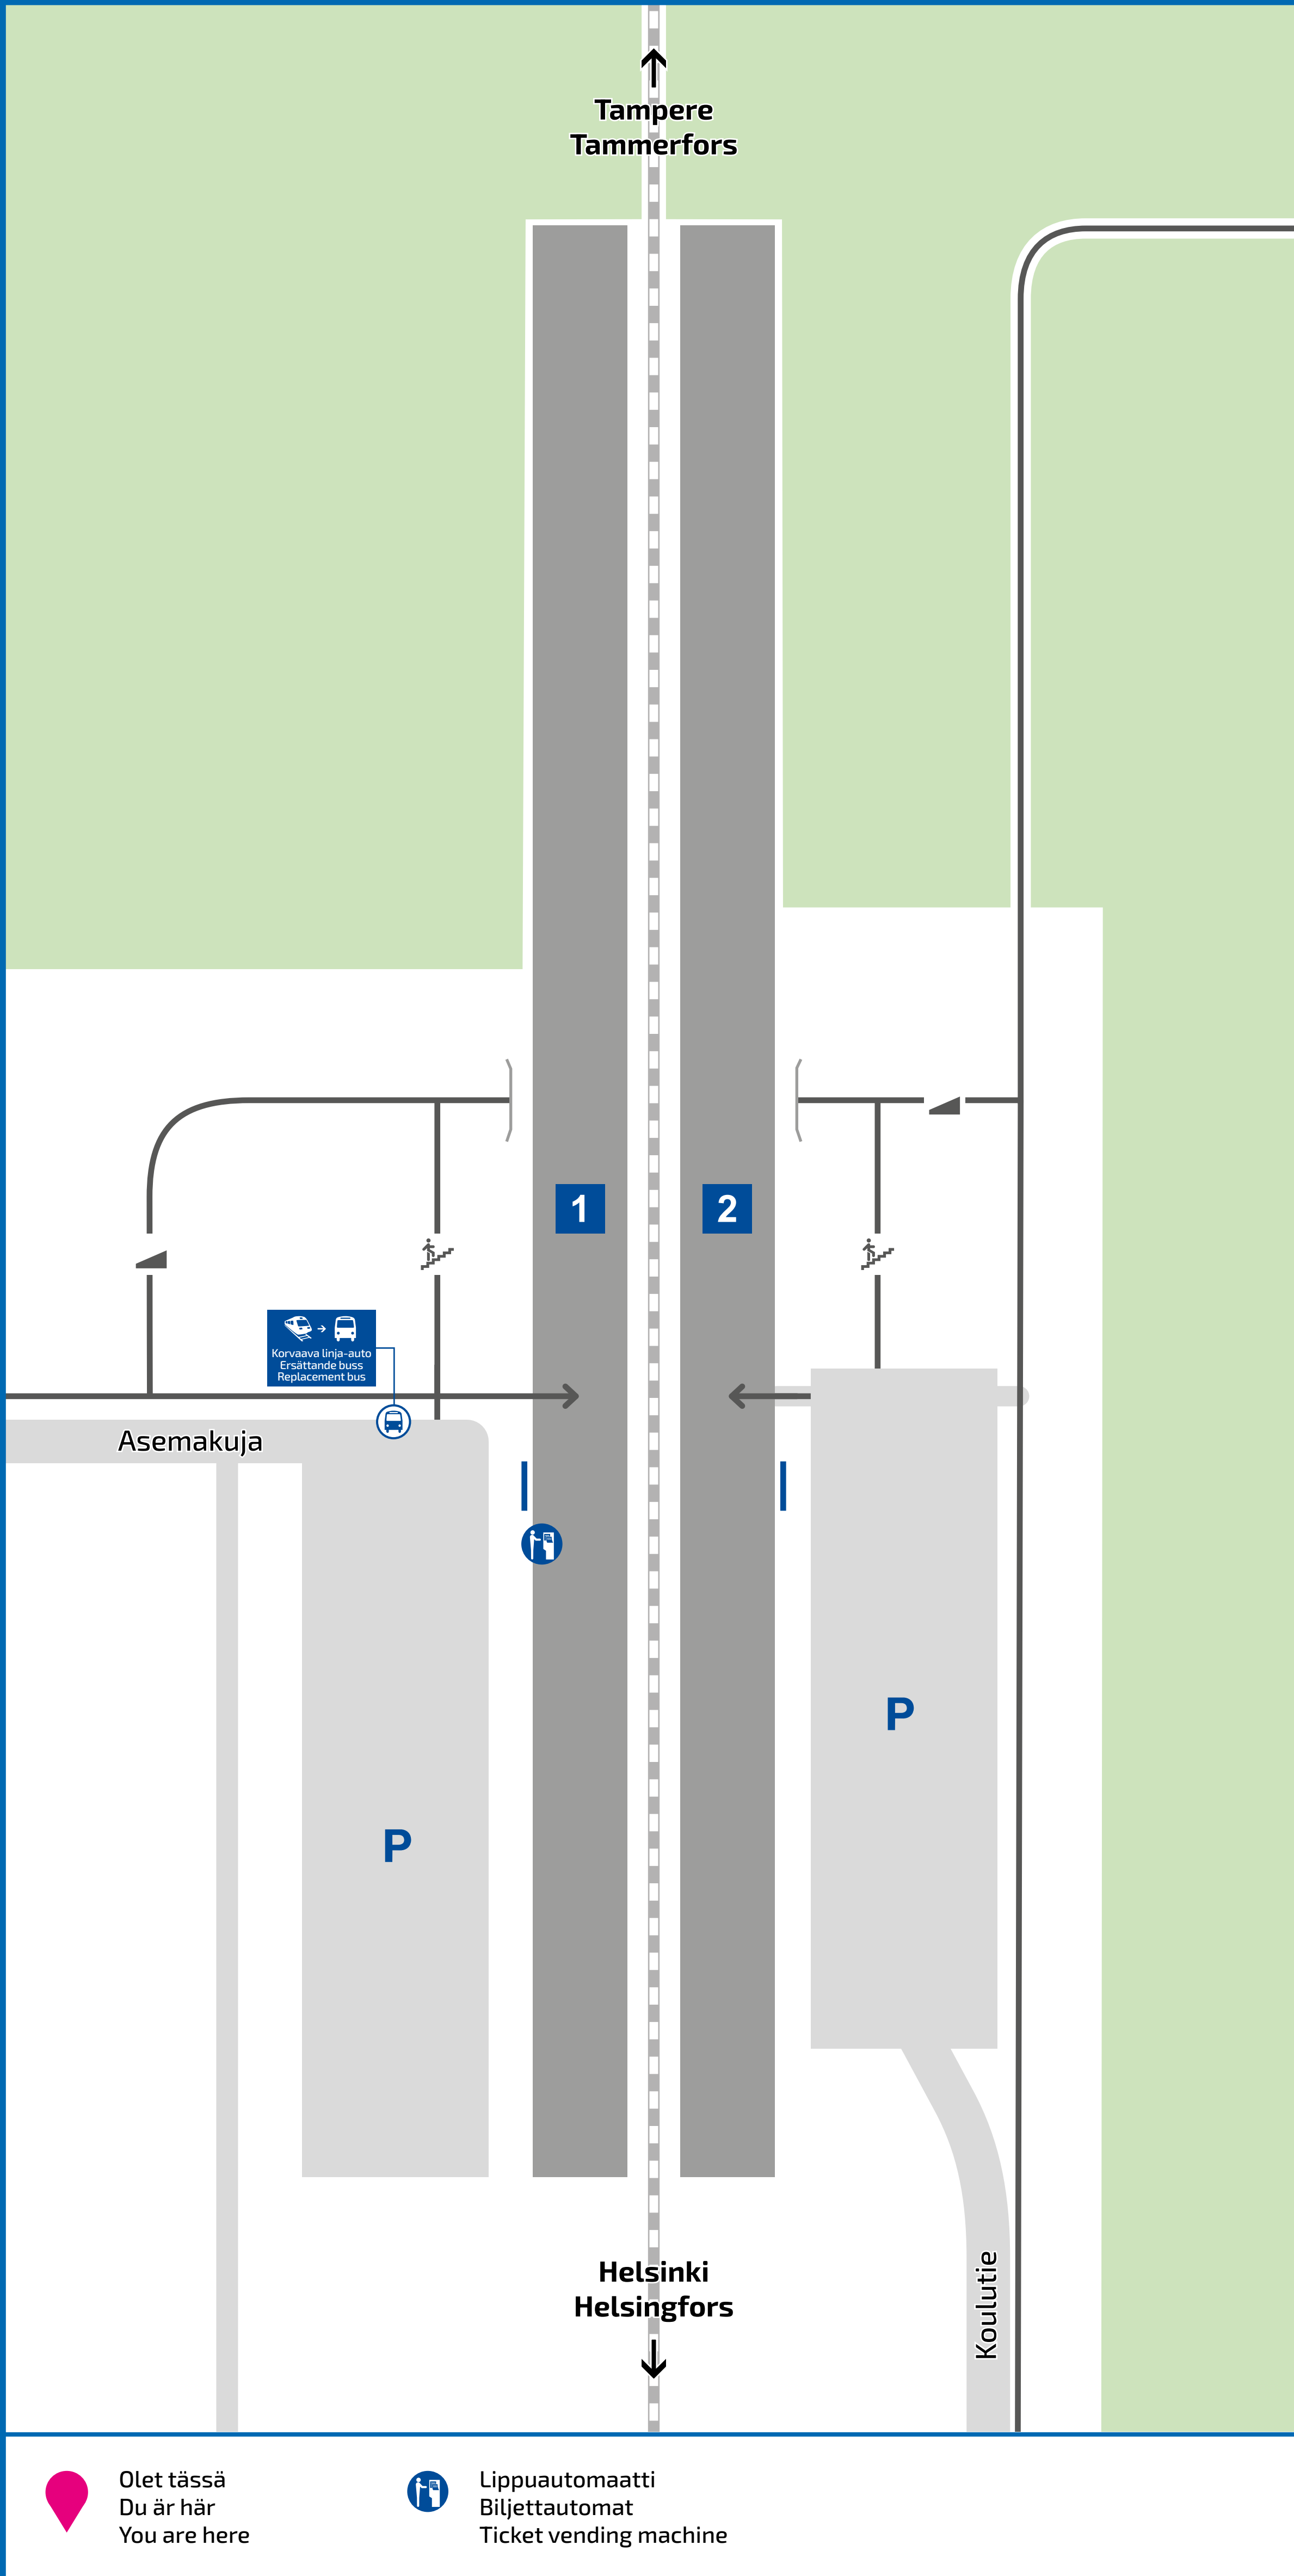 Tampere
Tammerfors
1
2
Korvaava linja-auto
Ersättande buss
Replacement bus
Asemakuja
P
P
Helsinki
Helsingfors
Koulutie
Olet tässä
Du är här
You are here
Lippuautomaatti
Biljettautomat
Ticket vending machine